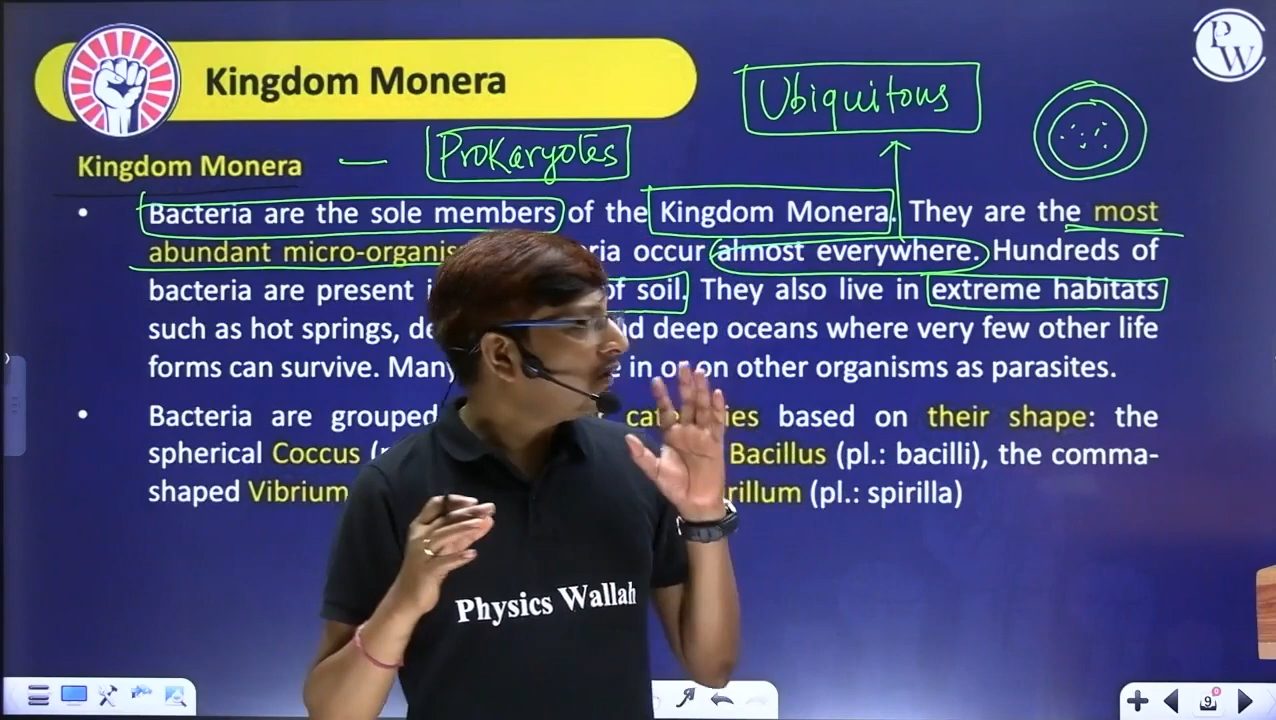 Kingdom Monera
PW
Ubiquitous
Kingdom Monera — Prokaryotes
• Bacteria are the sole members of the Kingdom Monera. They are the most
abundant micro-organis occur almost everywhere. Hundreds of
bacteria are present of soil. They also live in extreme habitats
such as hot springs, deep oceans where very few other life
forms can survive. Many in or on other organisms as parasites.
• Bacteria are grouped categories based on their shape: the
spherical Coccus Bacillus (pl.: bacilli), the comma-
shaped Vibrium (pl.: spirilla)
Physics Wallah
9